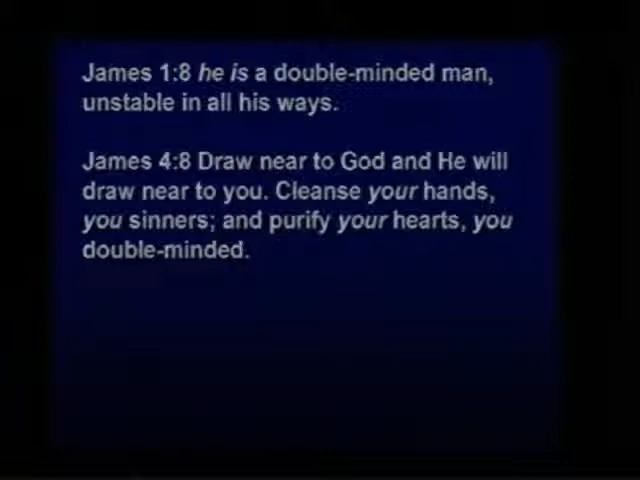 James 1:8 he is a double-minded man,
unstable in all his ways.
James 4:8 Draw near to God and He will
draw near to you. Cleanse your hands,
you sinners; and purify your hearts, you
double-minded.